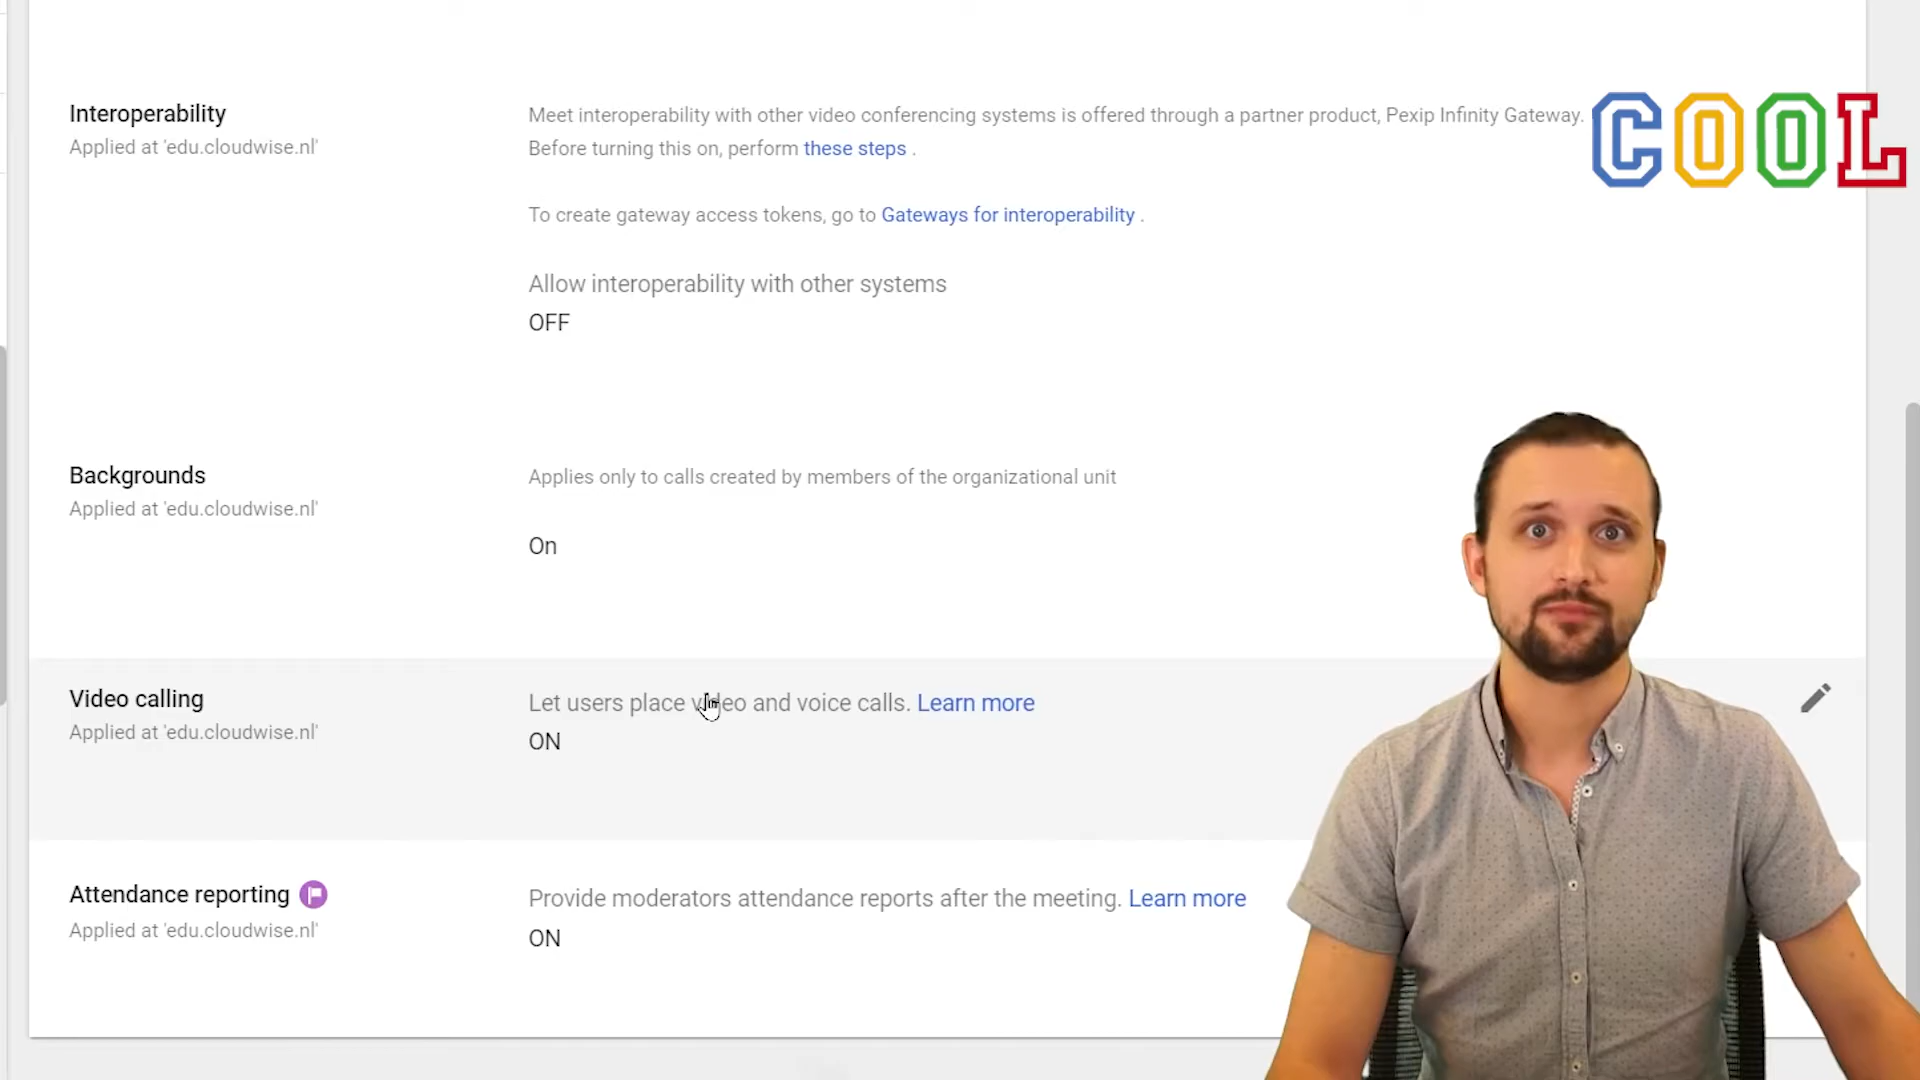 COOL
Interoperability
Applied at 'edu.cloudwise.nl'
Meet interoperability with other video conferencing systems is offered through a partner product, Pexip Infinity Gateway.
Before turning this on, perform these steps .
To create gateway access tokens, go to Gateways for interoperability .
Allow interoperability with other systems
OFF
Backgrounds
Applied at 'edu.cloudwise.nl'
Applies only to calls created by members of the organizational unit
On
Video calling
Applied at 'edu.cloudwise.nl'
Let users place video and voice calls. Learn more
ON
Attendance reporting
Applied at 'edu.cloudwise.nl'
Provide moderators attendance reports after the meeting. Learn more
ON